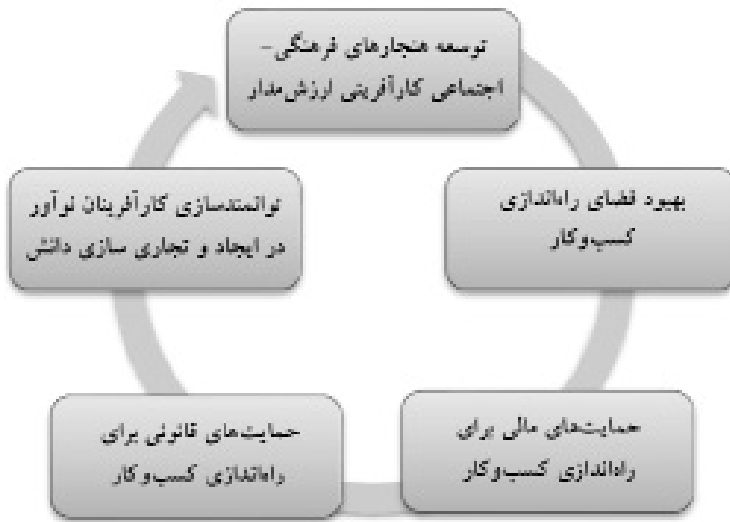 توسعه هنجارهای فرهنگی-
اجتماعی کارآفرینی ارزش‌مدار
بهبود فضای راه‌اندازی
کسب‌وکار
حمایت‌های مالی برای
راه‌اندازی کسب‌وکار
حمایت‌های قانونی برای
راه‌اندازی کسب‌وکار
توانمندسازی کارآفرینان نوآور
در ایجاد و تجاری سازی دانش